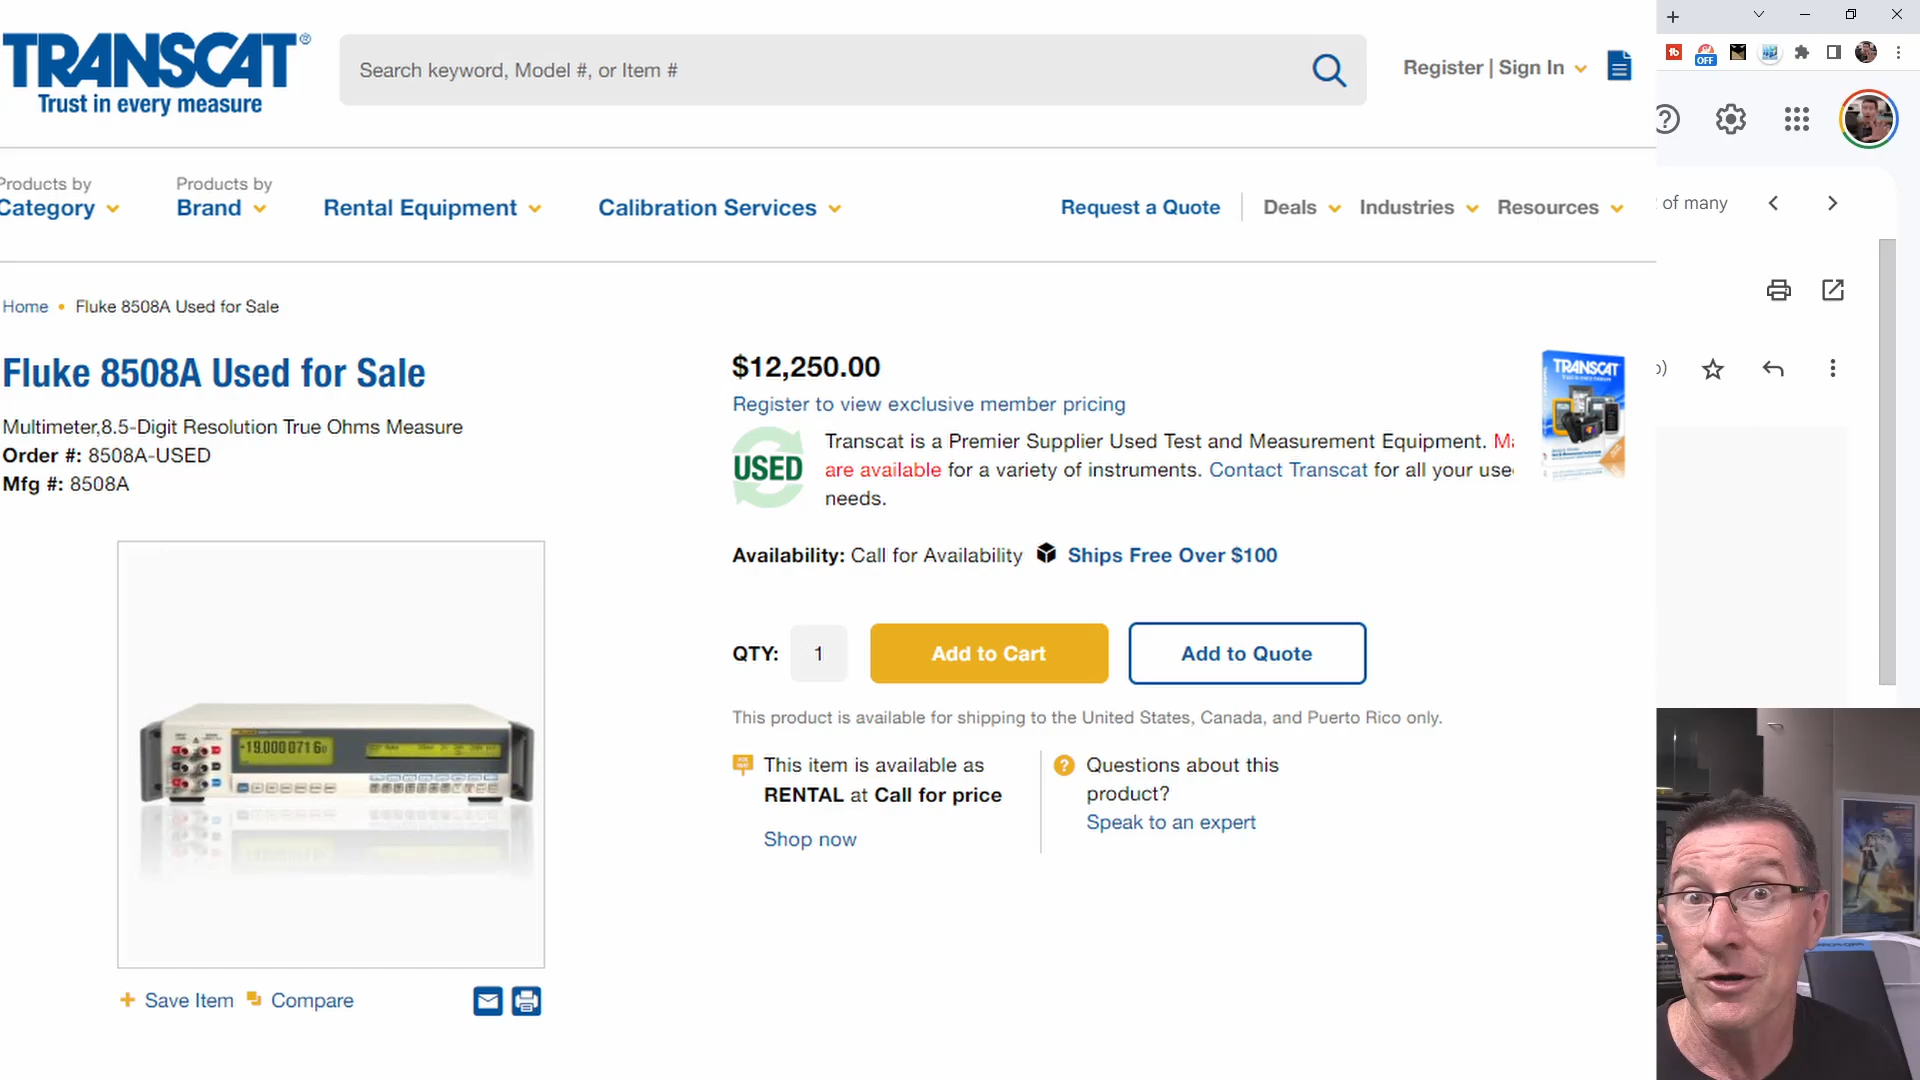 TRANSCAT®
Trust in every measure
Search keyword, Model #, or Item #
Register | Sign In
OFF
Products by
Category
Products by
Brand
Rental Equipment
Calibration Services
Request a Quote
Deals
Industries
Resources
of many
Home • Fluke 8508A Used for Sale
Fluke 8508A Used for Sale
Multimeter,8.5-Digit Resolution True Ohms Measure
Order #: 8508A-USED
Mfg #: 8508A
-19.000 071 6
$12,250.00
Register to view exclusive member pricing
USED
Transcat is a Premier Supplier Used Test and Measurement Equipment.
are available for a variety of instruments. Contact Transcat for all your use
needs.
TRANSCAT
Availability: Call for Availability
Ships Free Over $100
QTY: 1
Add to Cart
Add to Quote
This product is available for shipping to the United States, Canada, and Puerto Rico only.
This item is available as
RENTAL at Call for price
Shop now
Questions about this
product?
Speak to an expert
+ Save Item
Compare